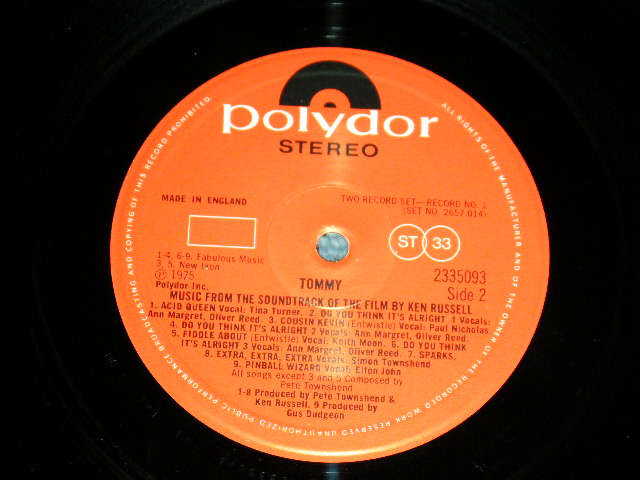 polydor
STEREO
MADE IN ENGLAND
TWO RECORD SET—RECORD NO. 1
(SET NO. 2657 014)
ST 33
1-4, 6-9, Fabulous Music
3, 5, New Ikon
℗ 1975
Polydor Inc.
TOMMY
2335093
Side 2
MUSIC FROM THE SOUNDTRACK OF THE FILM BY KEN RUSSELL
1. ACID QUEEN Vocal: Tina Turner. 2. DO YOU THINK IT'S ALRIGHT 1 Vocals:
Ann Margret, Oliver Reed. 3. COUSIN KEVIN (Entwistle) Vocal: Paul Nicholas.
4. DO YOU THINK IT'S ALRIGHT 2 Vocals: Ann Margret, Oliver Reed.
5. FIDDLE ABOUT (Entwistle) Vocal: Keith Moon. 6. DO YOU THINK
IT'S ALRIGHT 3 Vocals: Ann Margret, Oliver Reed. 7. SPARKS.
8. EXTRA, EXTRA, EXTRA Vocals: Simon Townshend
9. PINBALL WIZARD Vocal: Elton John
All songs except 3 and 5 Composed by
Pete Townshend
1-8 Produced by Pete Townshend &
Ken Russell, 9 Produced by
Gus Dudgeon
ALL RIGHTS OF THE MANUFACTURER AND OF THE OWNER OF THE RECORDED WORK RESERVED UNAUTHORIZED PUBLIC PERFORMANCE BROADCASTING AND COPYING OF THIS RECORD PROHIBITED.